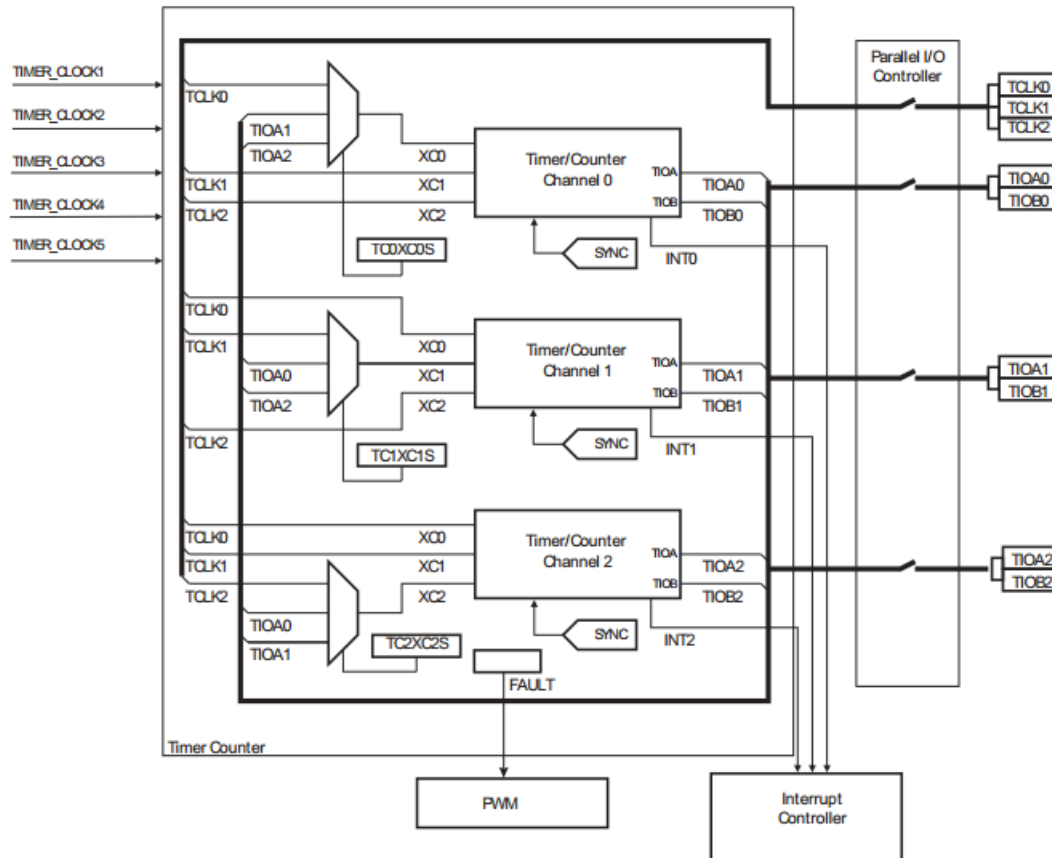 TIMER_CLOCK1
TIMER_CLOCK2
TIMER_CLOCK3
TIMER_CLOCK4
TIMER_CLOCK5
TCLK0
TIOA1
TIOA2
TCLK1
TCLK2
XC0
XC1
XC2
TC0XC0S
Timer/Counter
Channel 0
TIOA
TIOB
TIOA0
TIOB0
SYNC
INT0
TCLK0
TCLK1
TIOA0
TIOA2
TCLK2
XC0
XC1
XC2
TC1XC1S
Timer/Counter
Channel 1
TIOA
TIOB
TIOA1
TIOB1
SYNC
INT1
TCLK0
TCLK1
TCLK2
TIOA0
TIOA1
XC0
XC1
XC2
TC2XC2S
Timer/Counter
Channel 2
TIOA
TIOB
TIOA2
TIOB2
SYNC
INT2
FAULT
Timer Counter
PWM
Interrupt
Controller
Parallel I/O
Controller
TCLK0
TCLK1
TCLK2
TIOA0
TIOB0
TIOA1
TIOB1
TIOA2
TIOB2